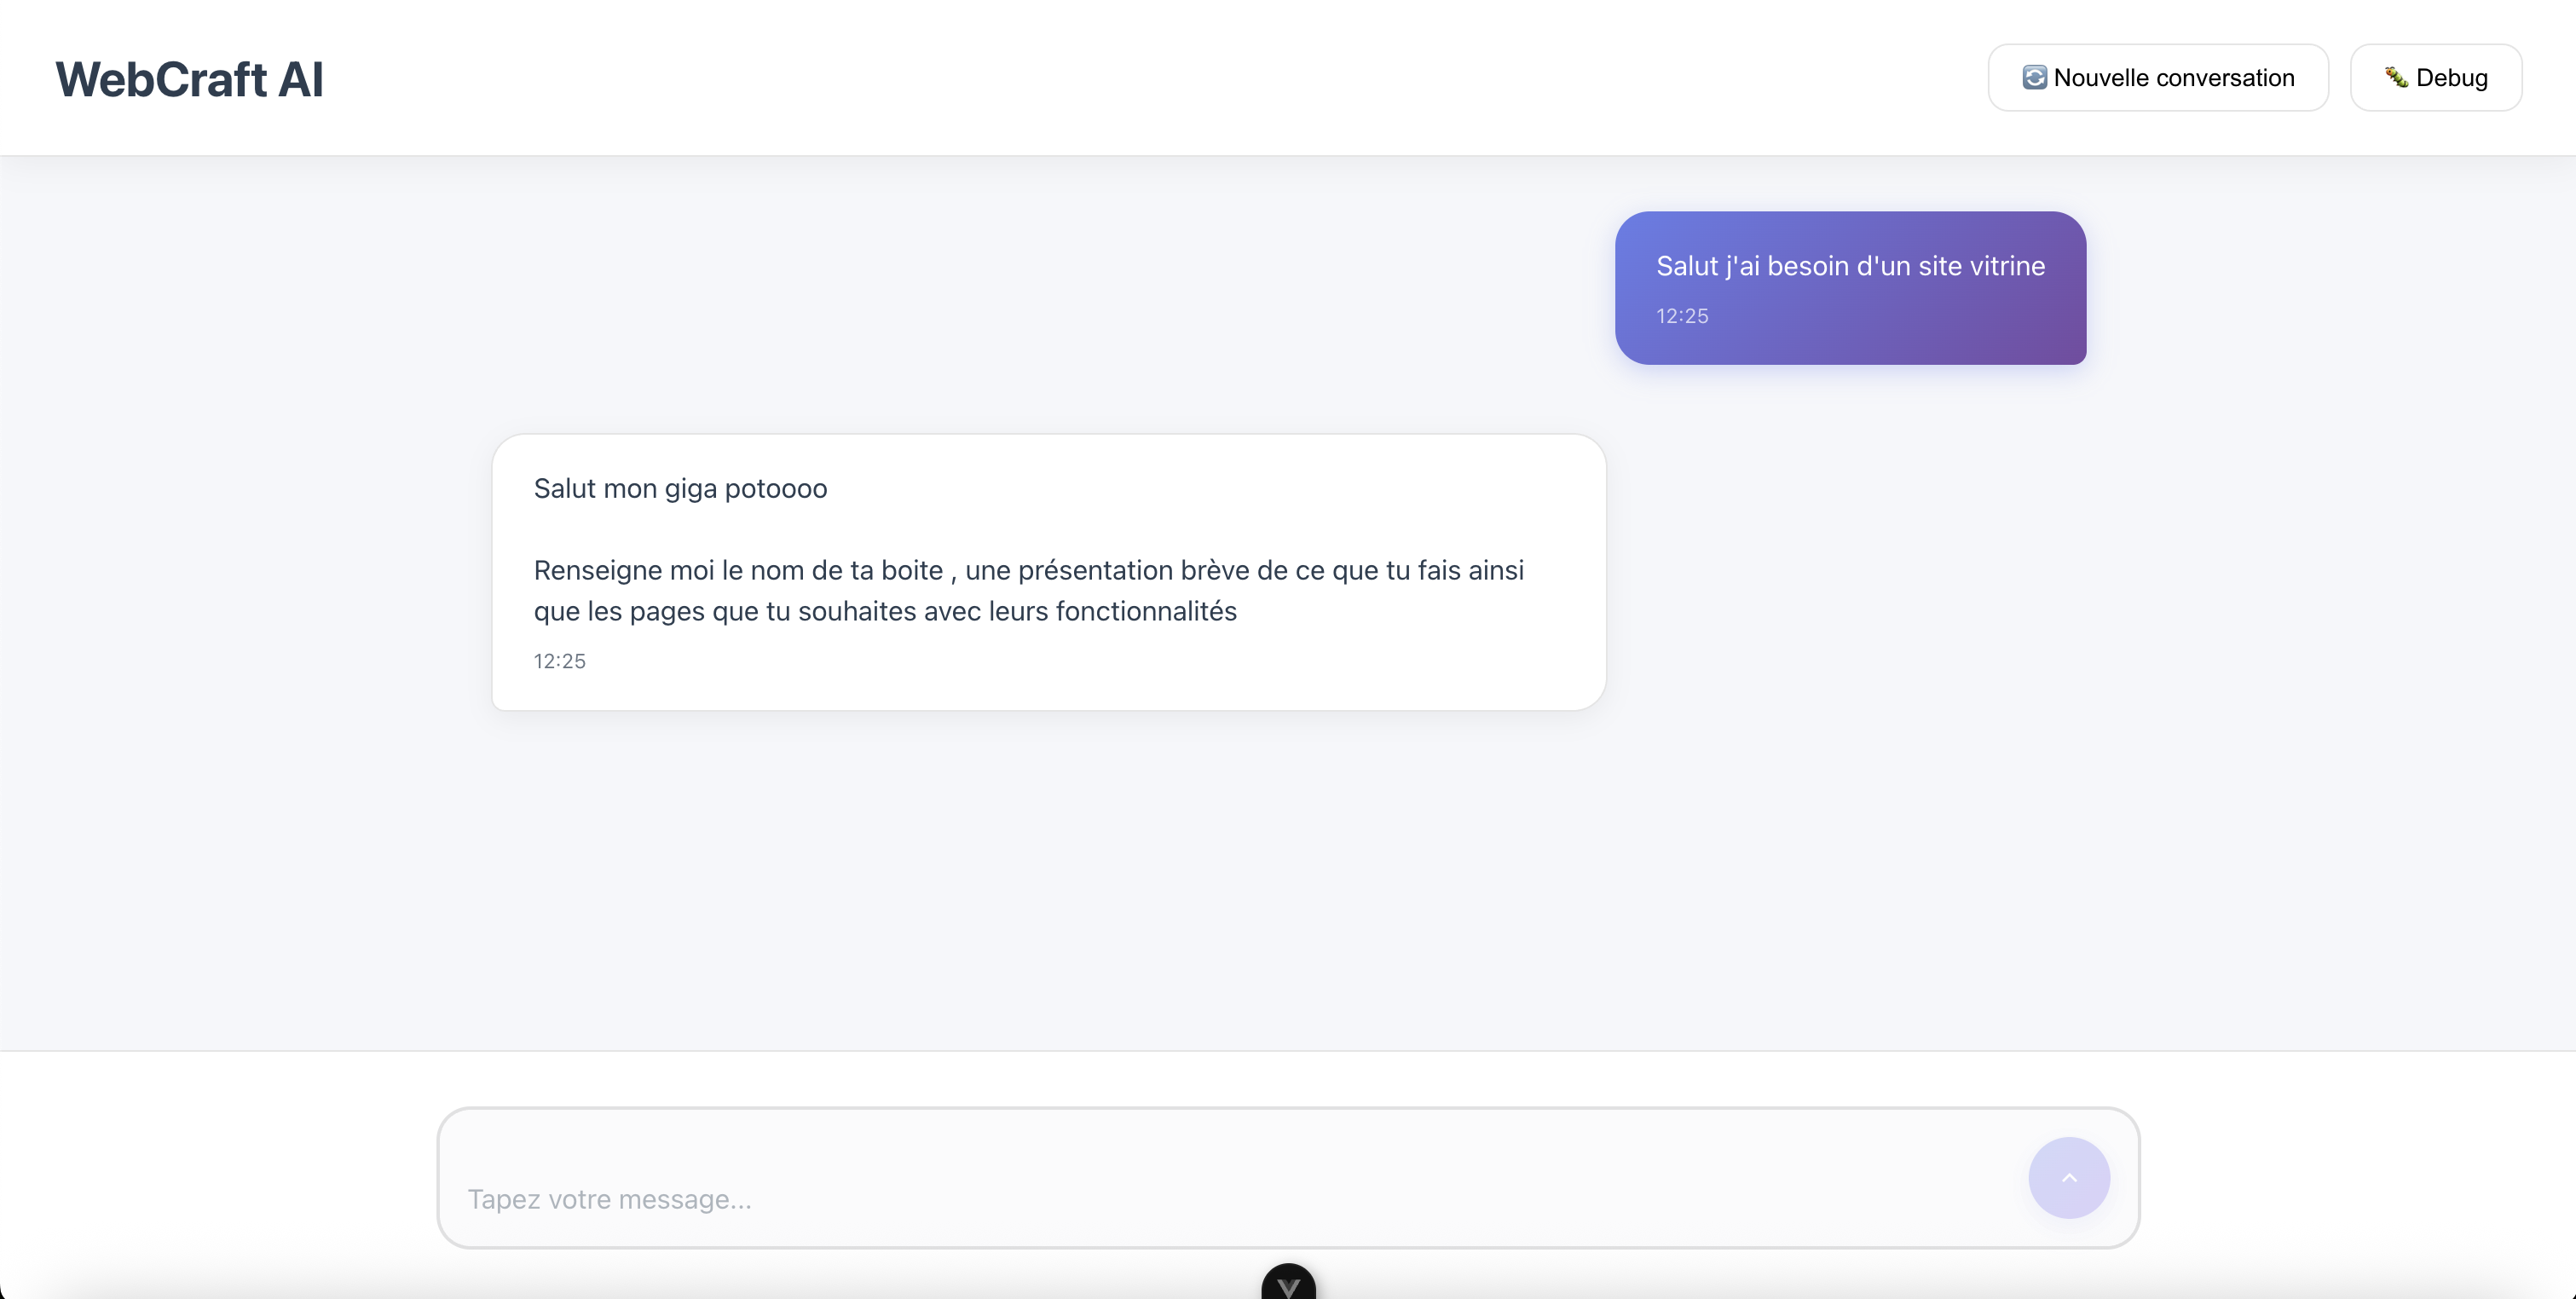 WebCraft AI
Nouvelle conversation
Debug
Salut j'ai besoin d'un site vitrine
12:25
Salut mon giga potoooo
Renseigne moi le nom de ta boite , une présentation brève de ce que tu fais ainsi
que les pages que tu souhaites avec leurs fonctionnalités
12:25
Tapez votre message...